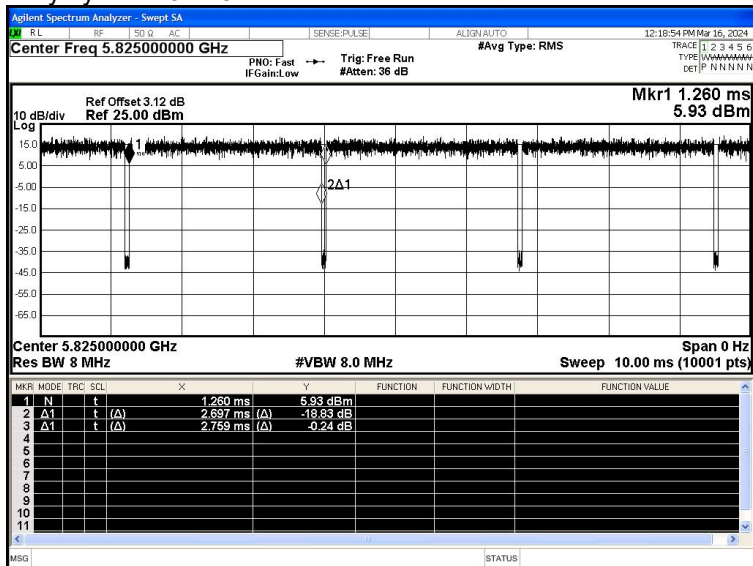 Agilent Spectrum Analyzer - Swept SA
LXI RL RF 50 Ω AC SENSE:PULSE ALIGN AUTO 12:18:54 PM Mar 16, 2024
Center Freq 5.825000000 GHz #Avg Type: RMS TRACE 1 2 3 4 5 6
PNO: Fast Trig: Free Run TYPE WWWWWW
IFGain:Low #Atten: 36 dB DET P N N N N N
Mkr1 1.260 ms
Ref Offset 3.12 dB
10 dB/div Ref 25.00 dBm 5.93 dBm
Log
15.0
1
5.00
-5.00
2Δ1
-15.0
-25.0
-35.0
-45.0
-55.0
-65.0
Center 5.825000000 GHz Span 0 Hz
Res BW 8 MHz #VBW 8.0 MHz Sweep 10.00 ms (10001 pts)
MKR MODE TRC SCL X Y FUNCTION FUNCTION WIDTH FUNCTION VALUE
1 N t 1.260 ms 5.93 dBm
2 Δ1 t (Δ) 2.697 ms (Δ) -18.83 dB
3 Δ1 t (Δ) 2.759 ms (Δ) -0.24 dB
4
5
6
7
8
9
10
11
MSG STATUS